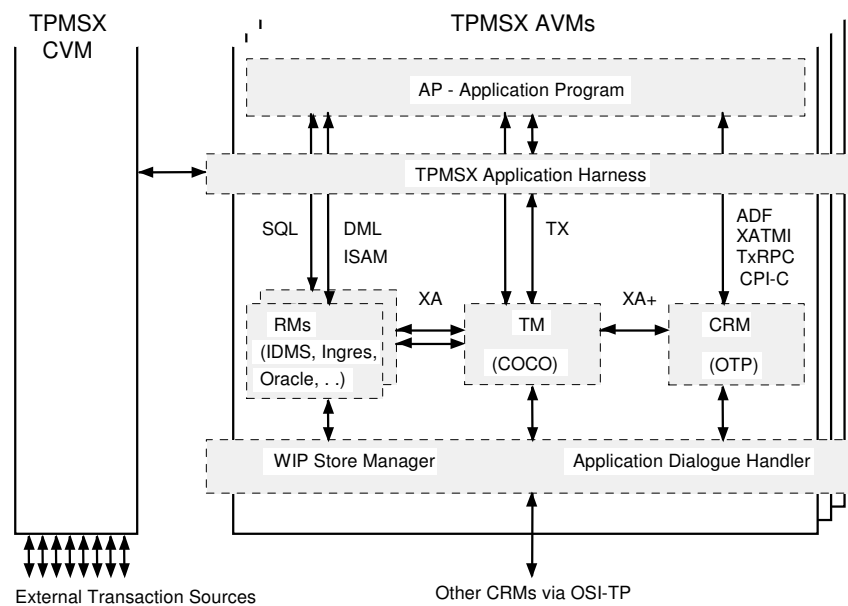 TPMSX
CVM
TPMSX AVMs
AP - Application Program
TPMSX Application Harness
SQL
DML
ISAM
TX
ADF
XATMI
TxRPC
CPI-C
XA
XA+
RMs
(IDMS, Ingres,
Oracle, . .)
TM
(COCO)
CRM
(OTP)
WIP Store Manager
Application Dialogue Handler
External Transaction Sources
Other CRMs via OSI-TP